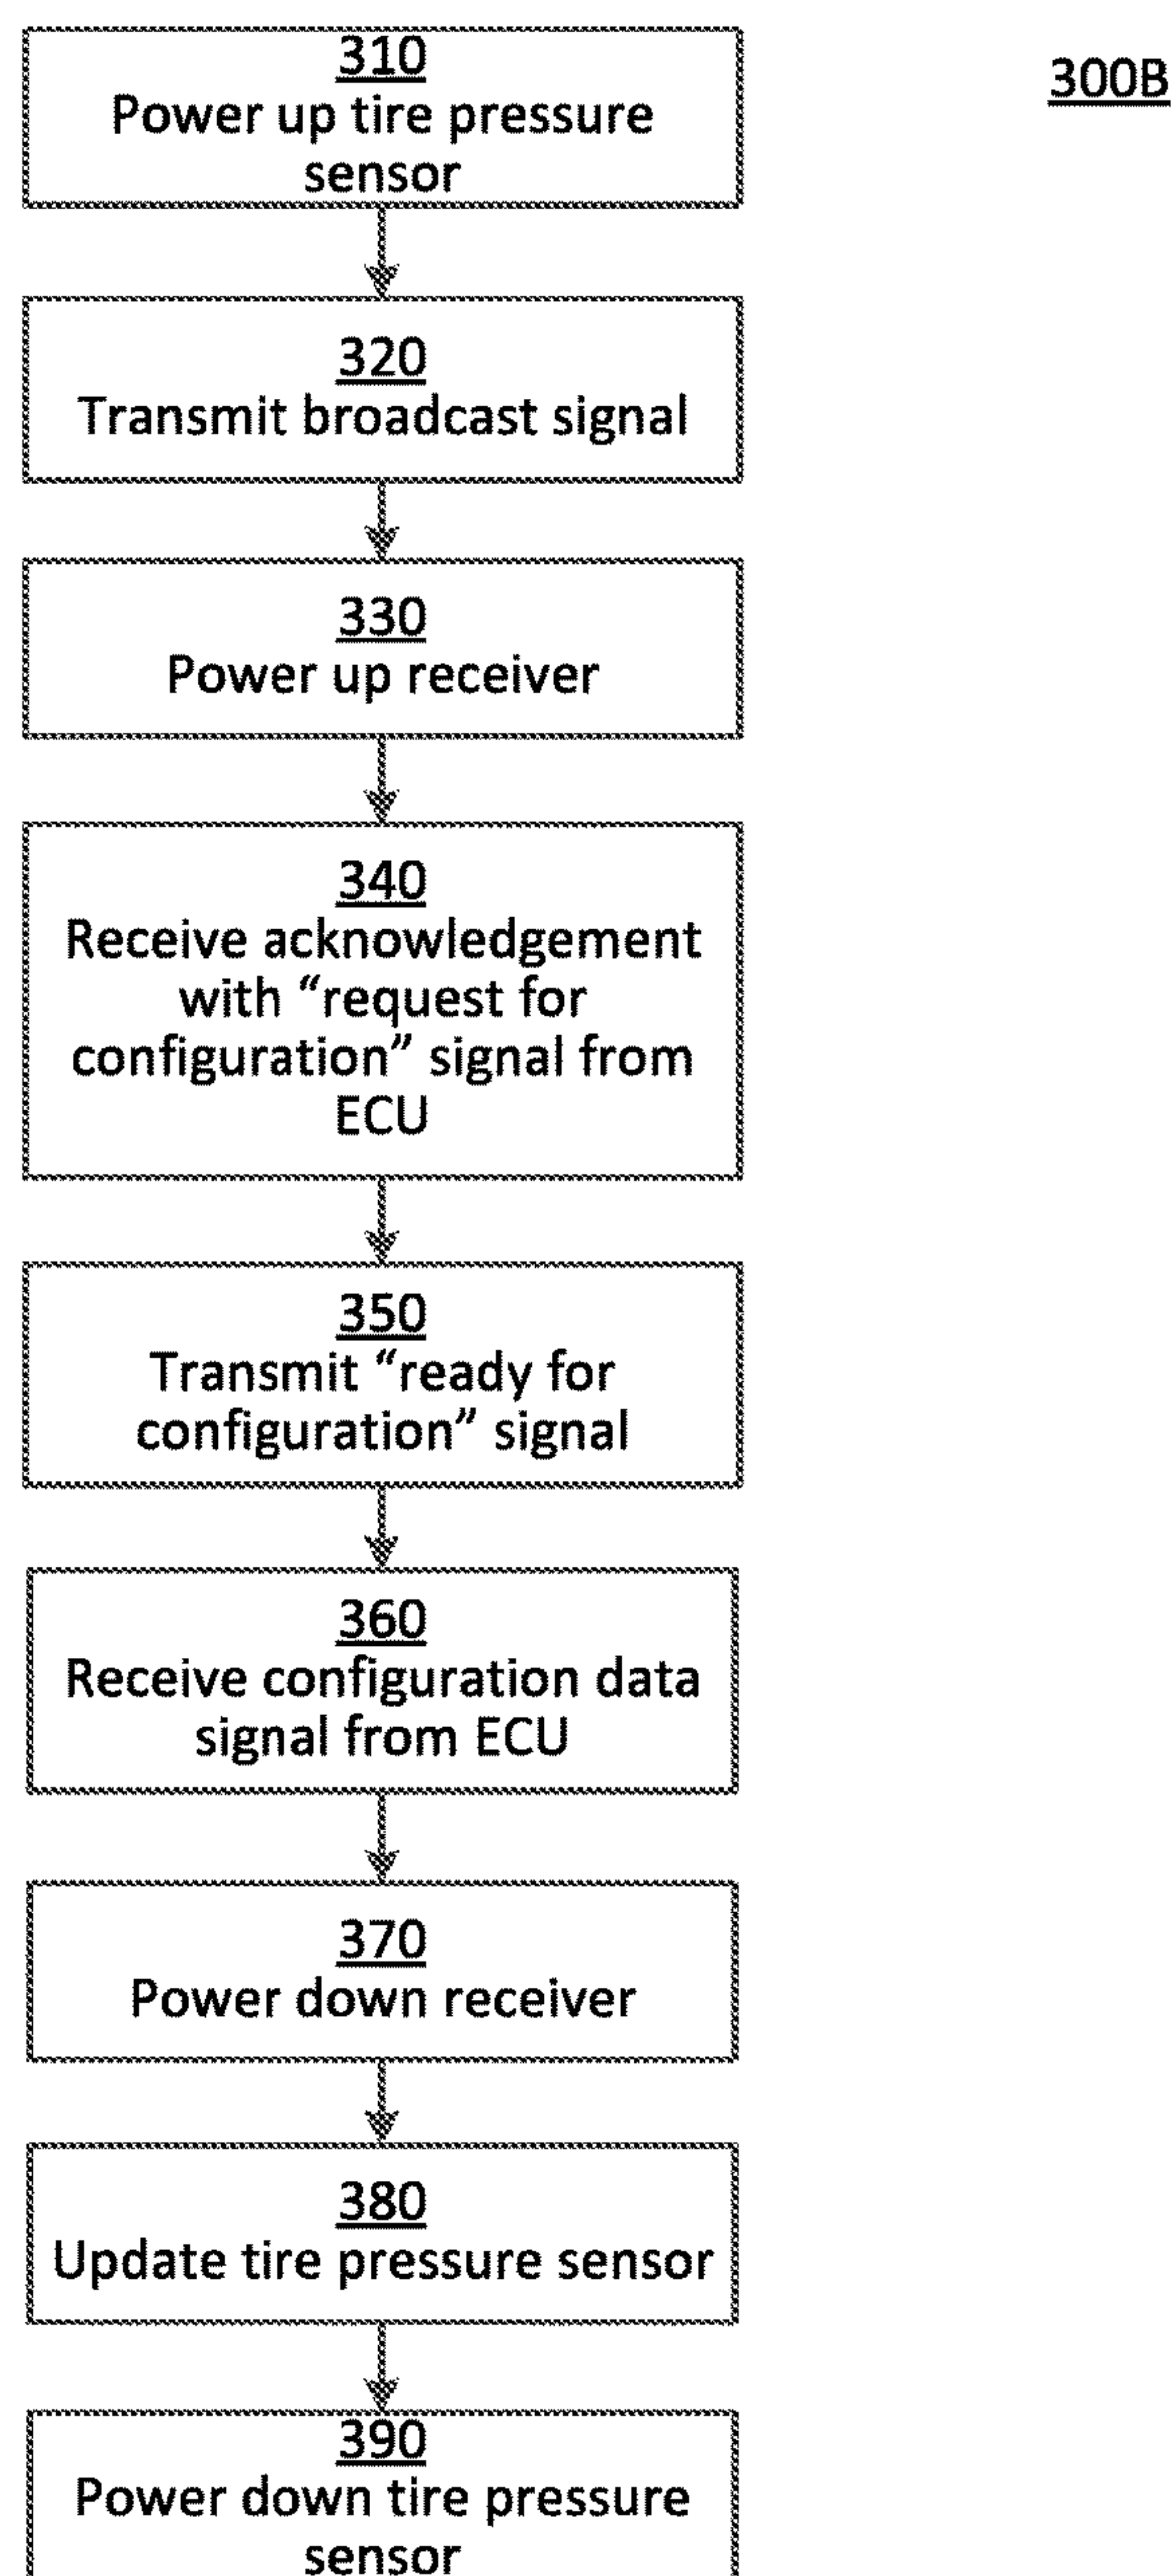 310
Power up tire pressure
sensor
300B
320
Transmit broadcast signal
330
Power up receiver
340
Receive acknowledgement
with “request for
configuration” signal from
ECU
350
Transmit “ready for
configuration” signal
360
Receive configuration data
signal from ECU
370
Power down receiver
380
Update tire pressure sensor
390
Power down tire pressure
sensor